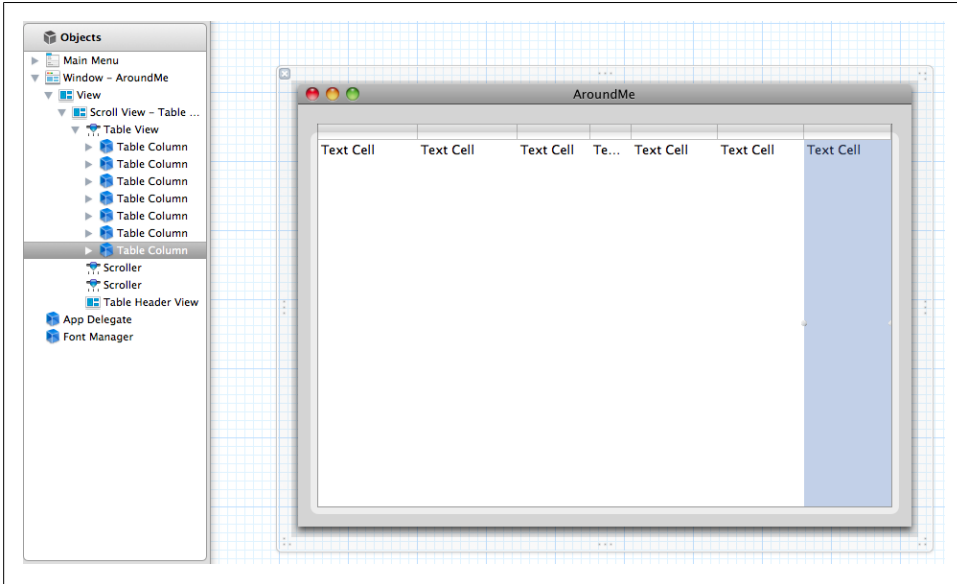 Objects
Main Menu
Window – AroundMe
View
Scroll View – Table ...
Table View
Table Column
Table Column
Table Column
Table Column
Table Column
Table Column
Table Column
Scroller
Scroller
Table Header View
App Delegate
Font Manager
AroundMe
Text Cell Text Cell Text Cell Te... Text Cell Text Cell Text Cell